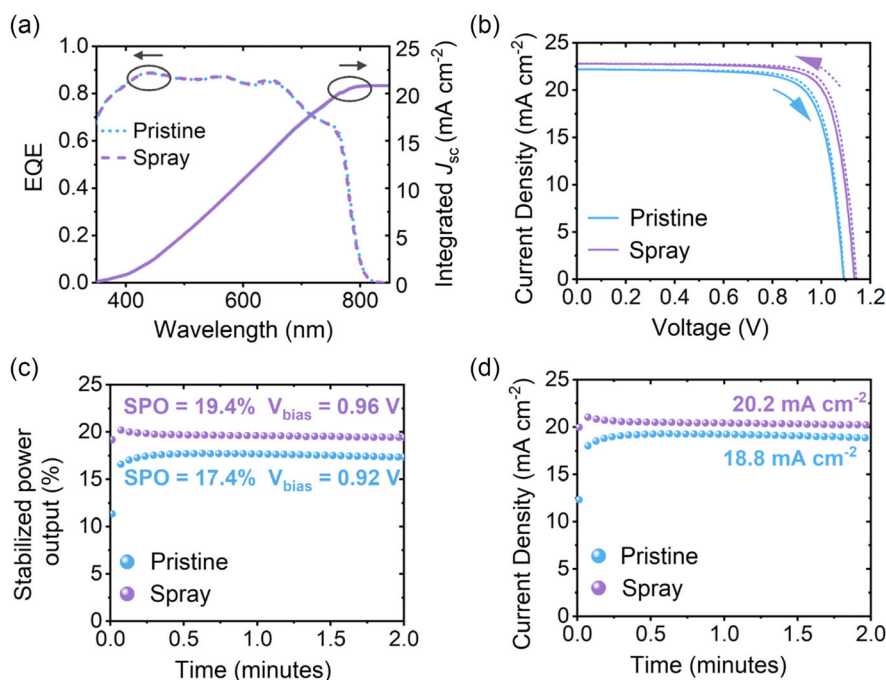 (a)
1.0
0.8
0.6
0.4
0.2
0.0
EQE
Pristine
Spray
400
600
800
Wavelength (nm)
25
20
15
10
5
0
Integrated Jsc (mA cm-2)
(b)
25
20
15
10
5
0
Current Density (mA cm-2)
Pristine
Spray
0.0 0.2 0.4 0.6 0.8 1.0 1.2
Voltage (V)
(c)
25
20
15
10
5
0
Stabilized power
output (%)
SPO = 19.4% Vbias = 0.96 V
SPO = 17.4% Vbias = 0.92 V
Pristine
Spray
0.0 0.5 1.0 1.5 2.0
Time (minutes)
(d)
25
20
15
10
5
0
Current Density (mA cm-2)
20.2 mA cm-2
18.8 mA cm-2
Pristine
Spray
0.0 0.5 1.0 1.5 2.0
Time (minutes)